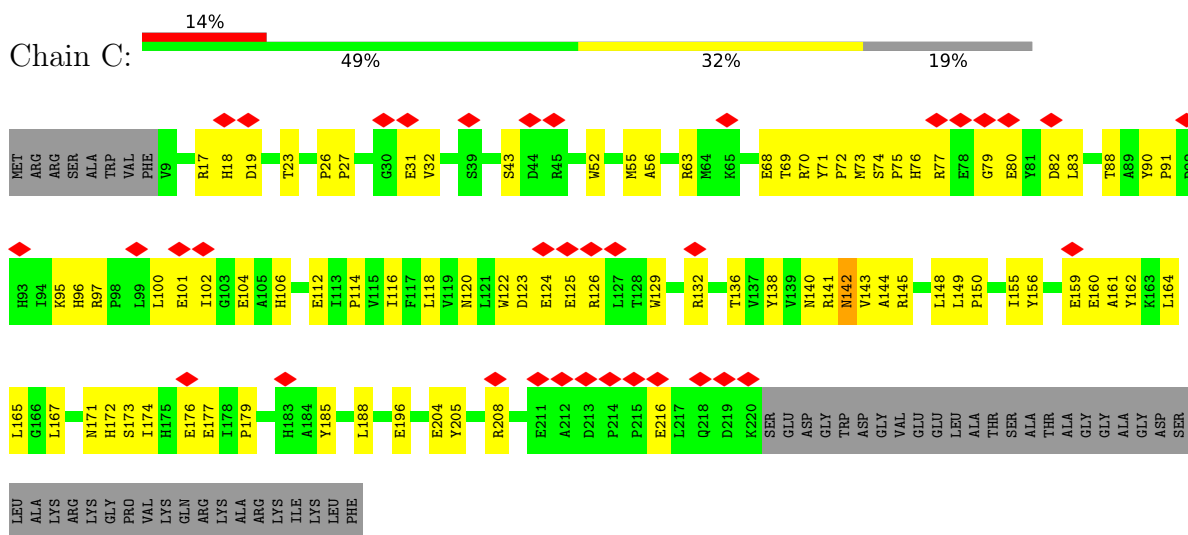 14%
Chain C:
49% 32% 19%
MET ARG ARG SER ALA TRP VAL PHE V9 R17 H18 D19 T23 P26 P27 G30 E31 V32 S39 S43 D44 R45 W52 M55 A56 R63 M64 K65 E68 T69 R70 Y71 P72 M73 S74 P75 H76 R77 E78 G79 E80 Y81 D82 L83 T88 A89 Y90 P91
H93 I94 K95 H96 R97 P98 L99 L100 E101 I102 G103 E104 A105 H106 E112 I113 P114 V115 I116 F117 L118 V119 N120 L121 W122 D123 E124 E125 R126 L127 T128 W129 R132 T136 V137 Y138 V139 N140 R141 N142 V143 A144 R145 L148 L149 P150 I155 Y156 E159 E160 A161 Y162 K163 L164
L165 G166 L167 N171 H172 S173 I174 H175 E176 E177 I178 P179 H183 A184 Y185 L188 E196 E204 Y205 R208 E211 A212 D213 P214 P215 E216 L217 Q218 D219 K220 SER GLU ASP GLY TRP ASP GLY VAL GLU GLU LEU ALA THR SER ALA THR ALA GLY GLY ALA GLY ASP SER
LEU ALA LYS ARG LYS GLY PRO VAL LYS GLN ARG LYS ALA ARG LYS ILE LYS LEU PHE